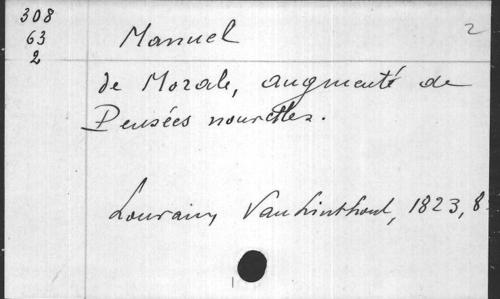 308
63
2
2
Manuel
de Morale, augmenté de
Pensées nouvelles.
Louvain, Vanlinthout, 1823, 8